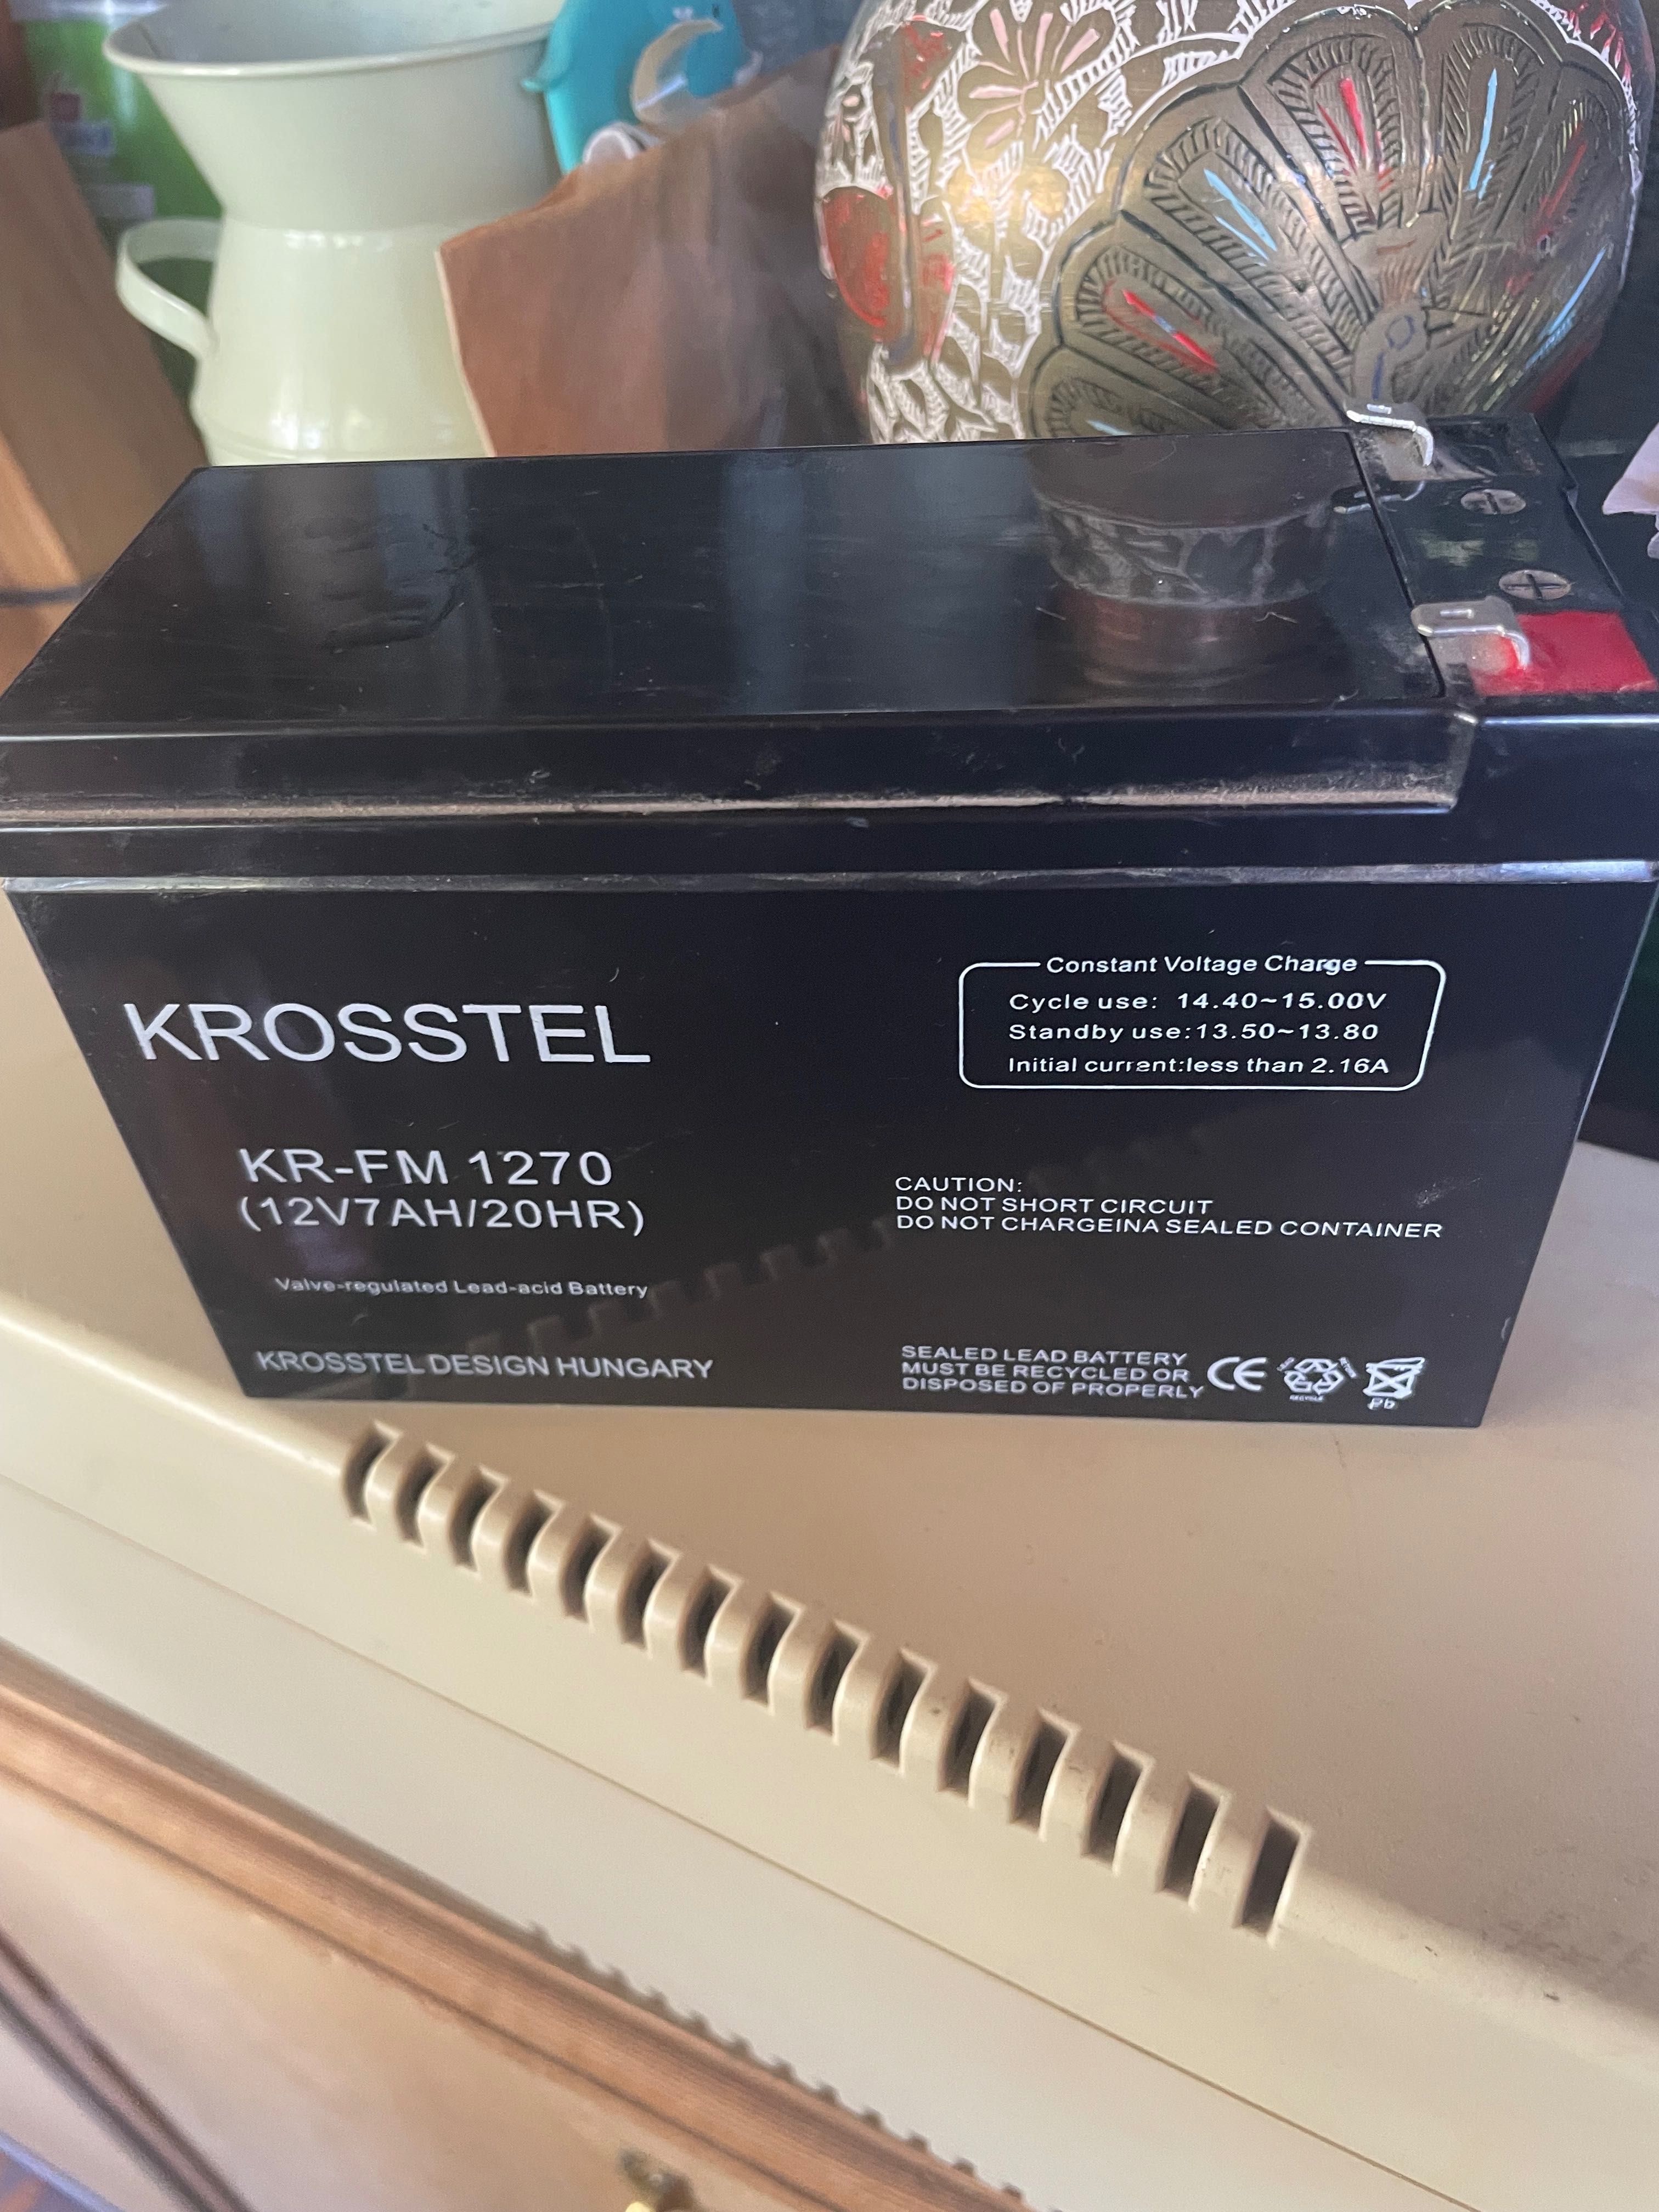 KROSSTEL
KR-FM 1270
(12V7AH/20HR)
Valve-regulated Lead-acid Battery
KROSSTEL DESIGN HUNGARY
Constant Voltage Charge
Cycle use: 14.40~15.00V
Standby use:13.50~13.80
Initial current:less than 2.16A
CAUTION:
DO NOT SHORT CIRCUIT
DO NOT CHARGEINA SEALED CONTAINER
SEALED LEAD BATTERY
MUST BE RECYCLED OR
DISPOSED OF PROPERLY
CE
RECYCLE
Pb